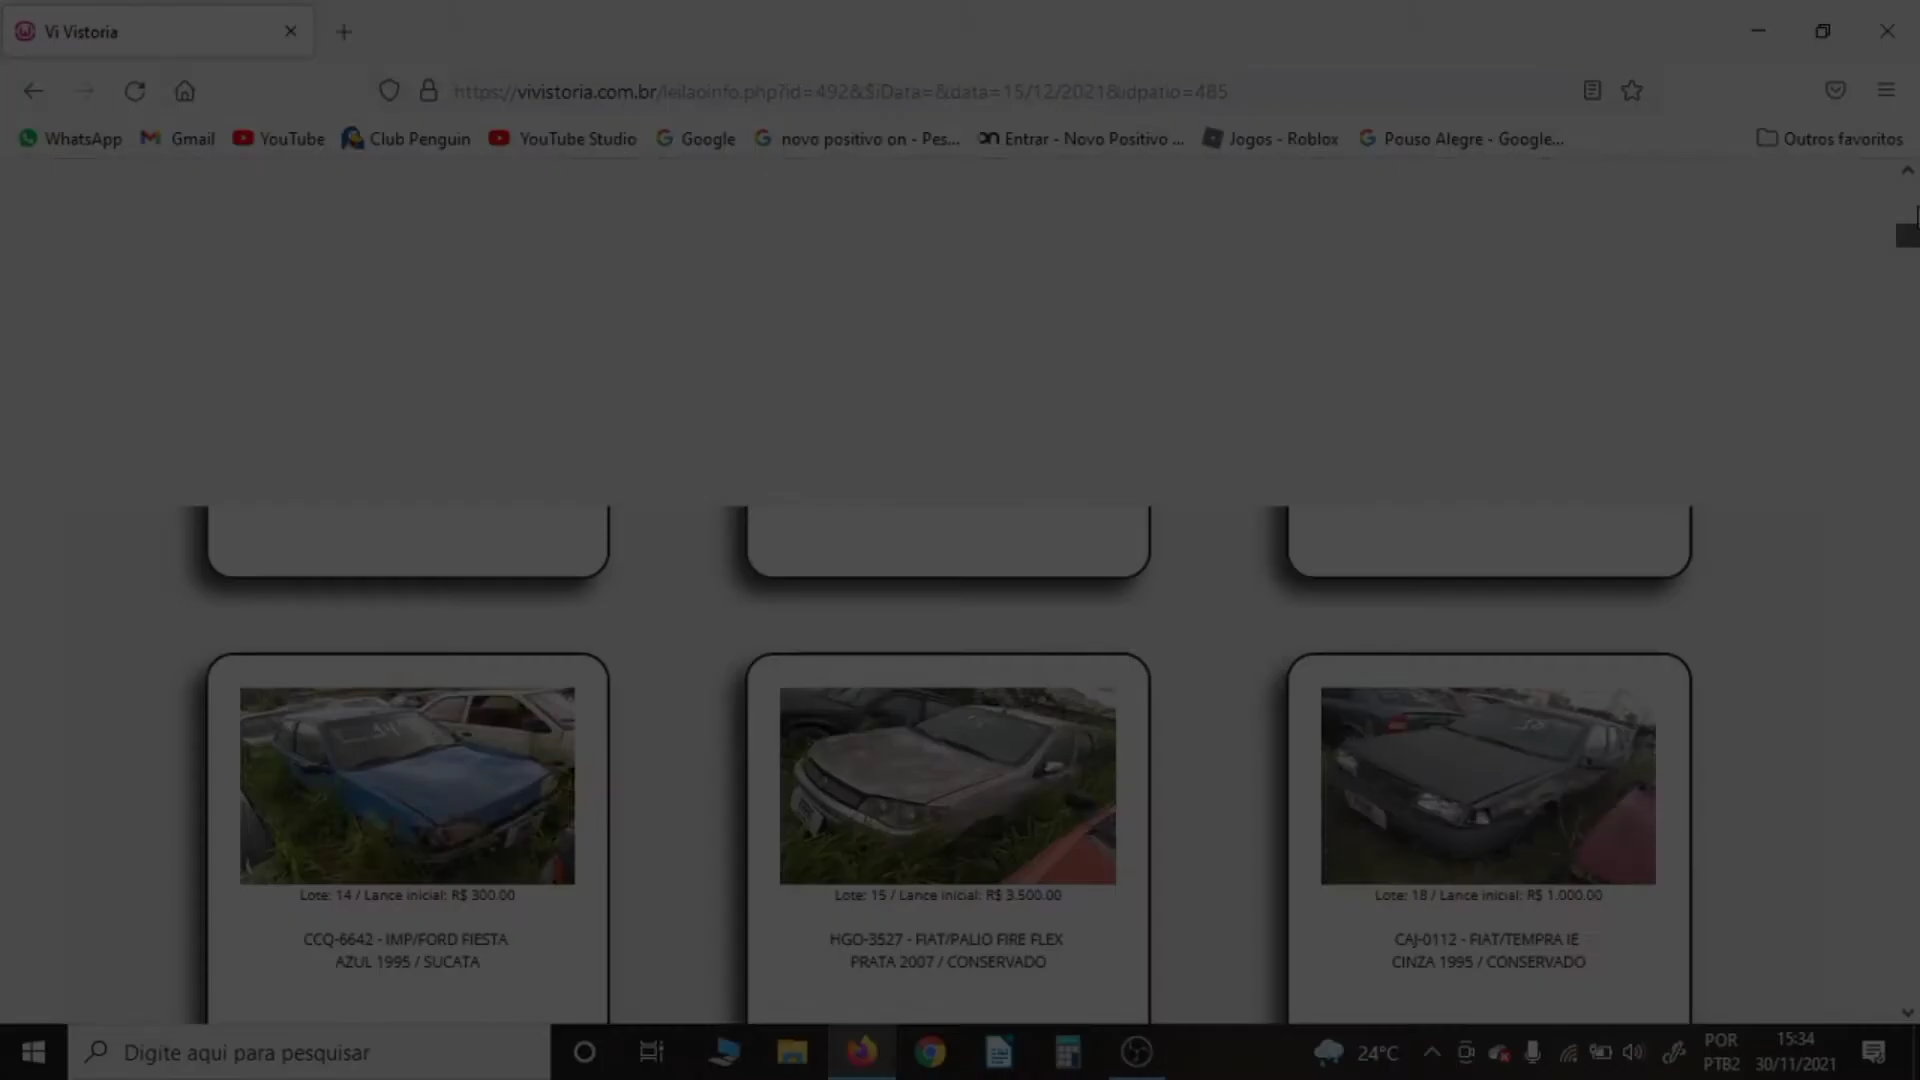 Vi Vistoria
https://vivistoria.com.br/leilaoinfo.php?id=492&SiData=&data=15/12/2021&idpatio=485
WhatsApp Gmail YouTube Club Penguin YouTube Studio Google novo positivo on - Pes... Entrar - Novo Positivo ... Jogos - Roblox Pouso Alegre - Google... Outros favoritos
Lote: 14 / Lance inicial: R$ 300.00
CCQ-6642 - IMP/FORD FIESTA
AZUL 1995 / SUCATA
Lote: 15 / Lance inicial: R$ 3.500.00
HGO-3527 - FIAT/PALIO FIRE FLEX
PRATA 2007 / CONSERVADO
Lote: 18 / Lance inicial: R$ 1.000.00
CAJ-0112 - FIAT/TEMPRA IE
CINZA 1995 / CONSERVADO
Digite aqui para pesquisar
24°C
POR
PTB2
15:34
30/11/2021